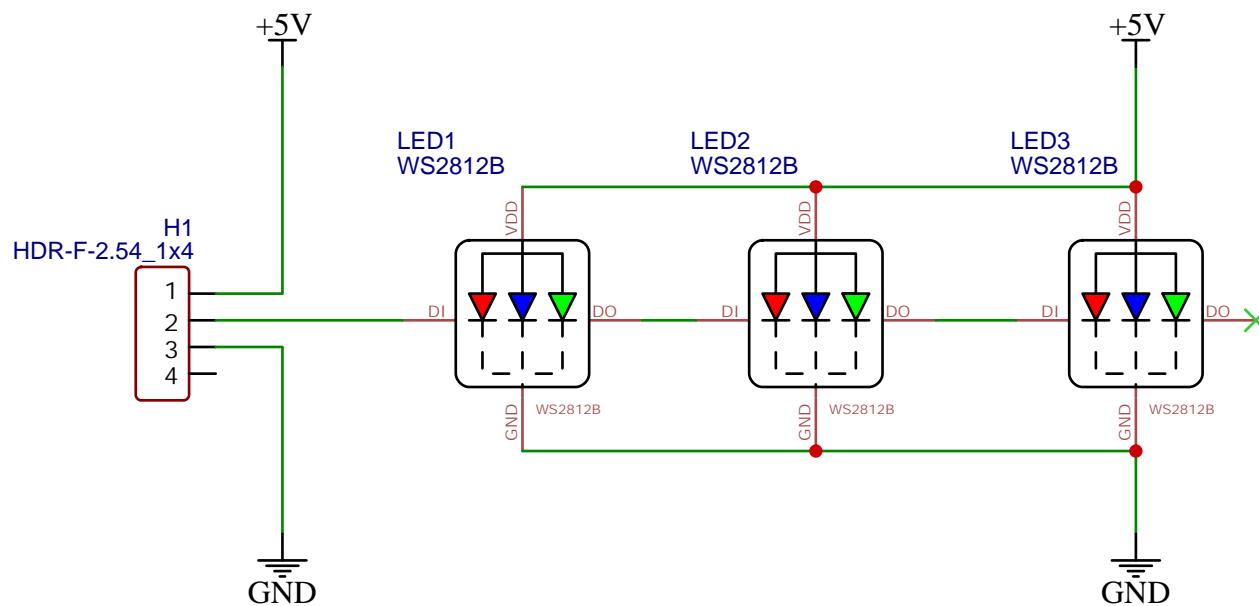 +5V
+5V
LED1
WS2812B
LED2
WS2812B
LED3
WS2812B
VDD
VDD
VDD
H1
HDR-F-2.54_1x4
1
2
3
4
DI
DO
DI
DO
DI
DO
GND
WS2812B
GND
WS2812B
GND
WS2812B
GND
GND